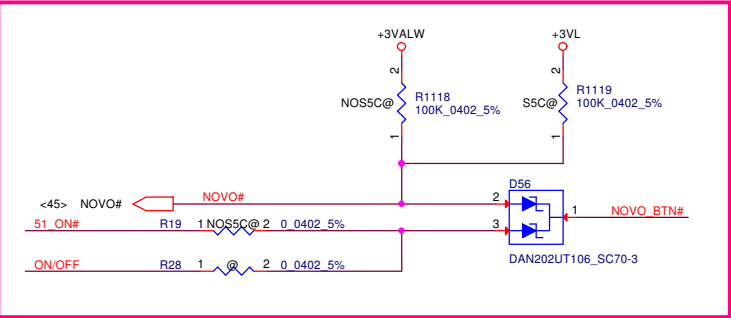 +3VALW
+3VL
2
2
NOS5C@
R1118
100K_0402_5%
S5C@
R1119
100K_0402_5%
1
1
D56
<45> NOVO#
NOVO#
2
1
NOVO_BTN#
51_ON#
R19
1 NOS5C@ 2
0_0402_5%
3
ON/OFF
R28
1 @ 2
0_0402_5%
DAN202UT106_SC70-3